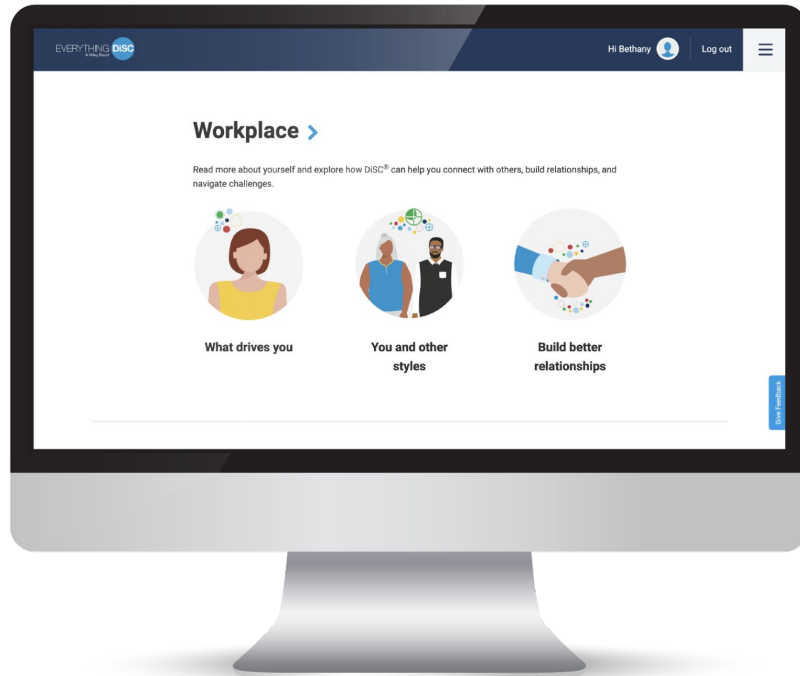 EVERYTHING DiSC
A Wiley Brand
Hi Bethany
Log out
Workplace
Read more about yourself and explore how DiSC® can help you connect with others, build relationships, and
navigate challenges.
What drives you
You and other
styles
Build better
relationships
Give Feedback